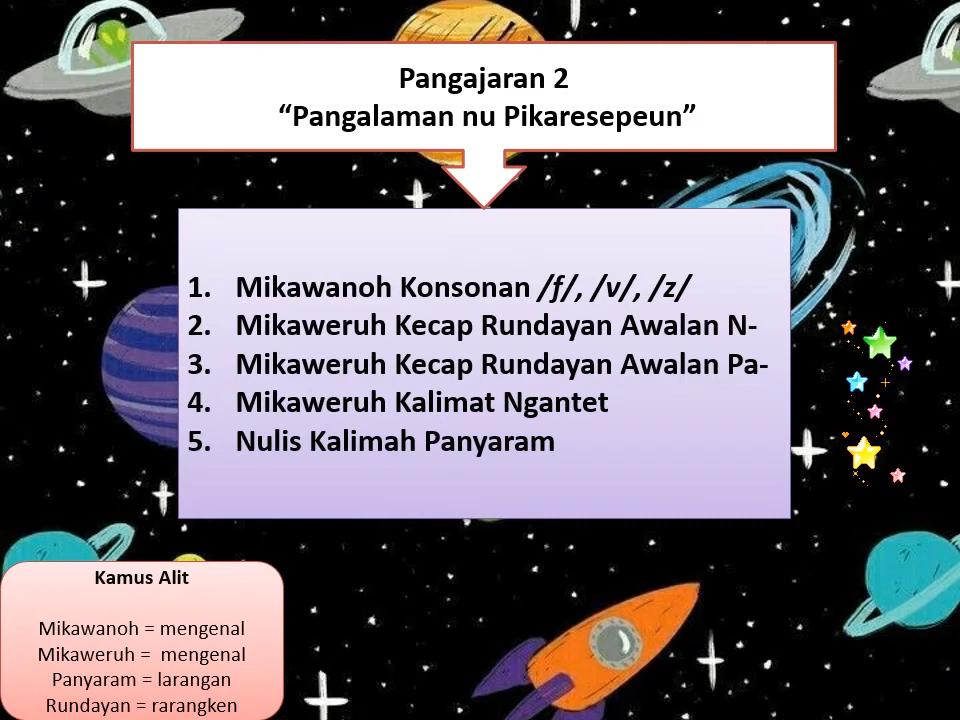 Pangajaran 2
“Pangalaman nu Pikaresepeun”
1. Mikawanoh Konsonan /f/, /v/, /z/
2. Mikaweruh Kecap Rundayan Awalan N-
3. Mikaweruh Kecap Rundayan Awalan Pa-
4. Mikaweruh Kalimat Ngantet
5. Nulis Kalimah Panyaram
Kamus Alit
Mikawanoh = mengenal
Mikaweruh = mengenal
Panyaram = larangan
Rundayan = rarangken